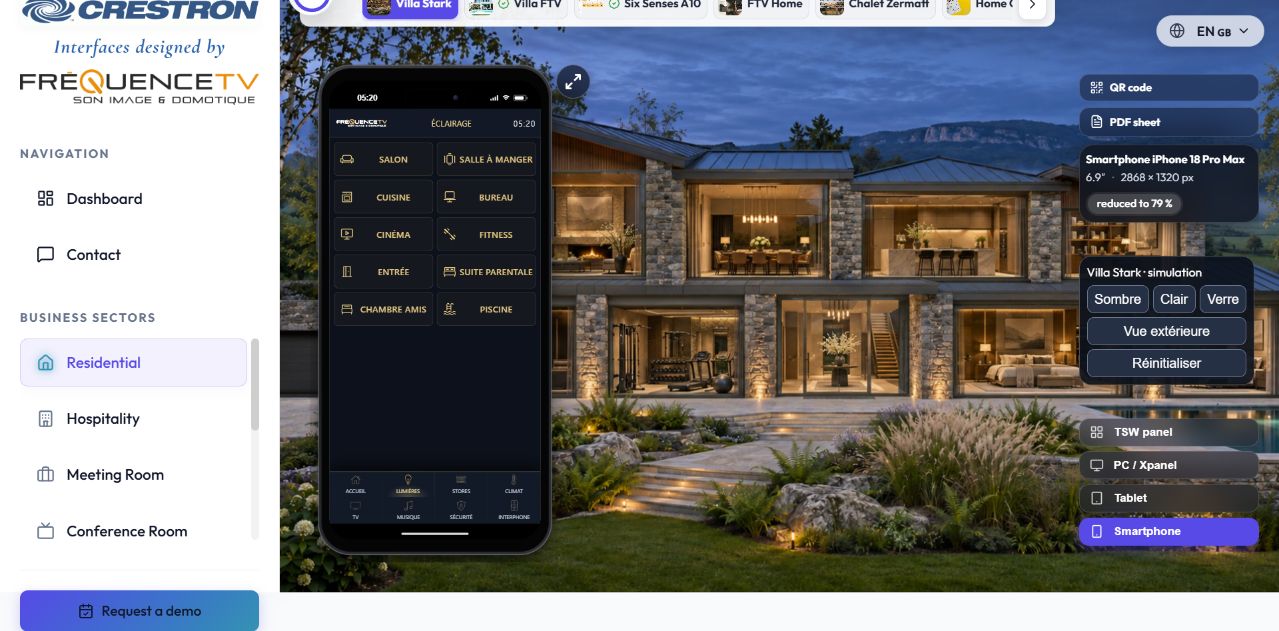 CRESTRON
Interfaces designed by
FRÉQUENCETV
SON IMAGE & DOMOTIQUE
NAVIGATION
Dashboard
Contact
BUSINESS SECTORS
Residential
Hospitality
Meeting Room
Conference Room
Request a demo
Villa Stark
Villa FTV
Six Senses A10
FTV Home
Chalet Zermatt
Home
EN GB
05:20
FRÉQUENCETV
ÉCLAIRAGE
05:20
SALON
SALLE À MANGER
CUISINE
BUREAU
CINÉMA
FITNESS
ENTRÉE
SUITE PARENTALE
CHAMBRE AMIS
PISCINE
ACCUEIL
LUMIÈRES
STORES
CLIMAT
TV
MUSIQUE
SÉCURITÉ
INTERPHONE
QR code
PDF sheet
Smartphone iPhone 18 Pro Max
6.9" · 2868 × 1320 px
reduced to 79 %
Villa Stark · simulation
Sombre
Clair
Verre
Vue extérieure
Réinitialiser
TSW panel
PC / Xpanel
Tablet
Smartphone